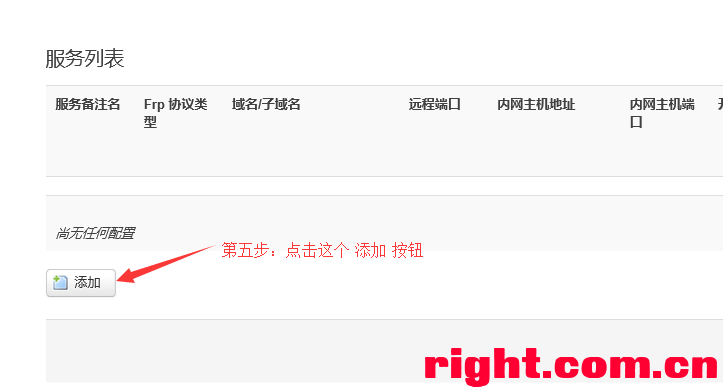 服务列表
服务备注名 Frp 协议类型 域名/子域名 远程端口 内网主机地址 内网主机端口
尚无任何配置
第五步：点击这个 添加 按钮
添加
right.com.cn